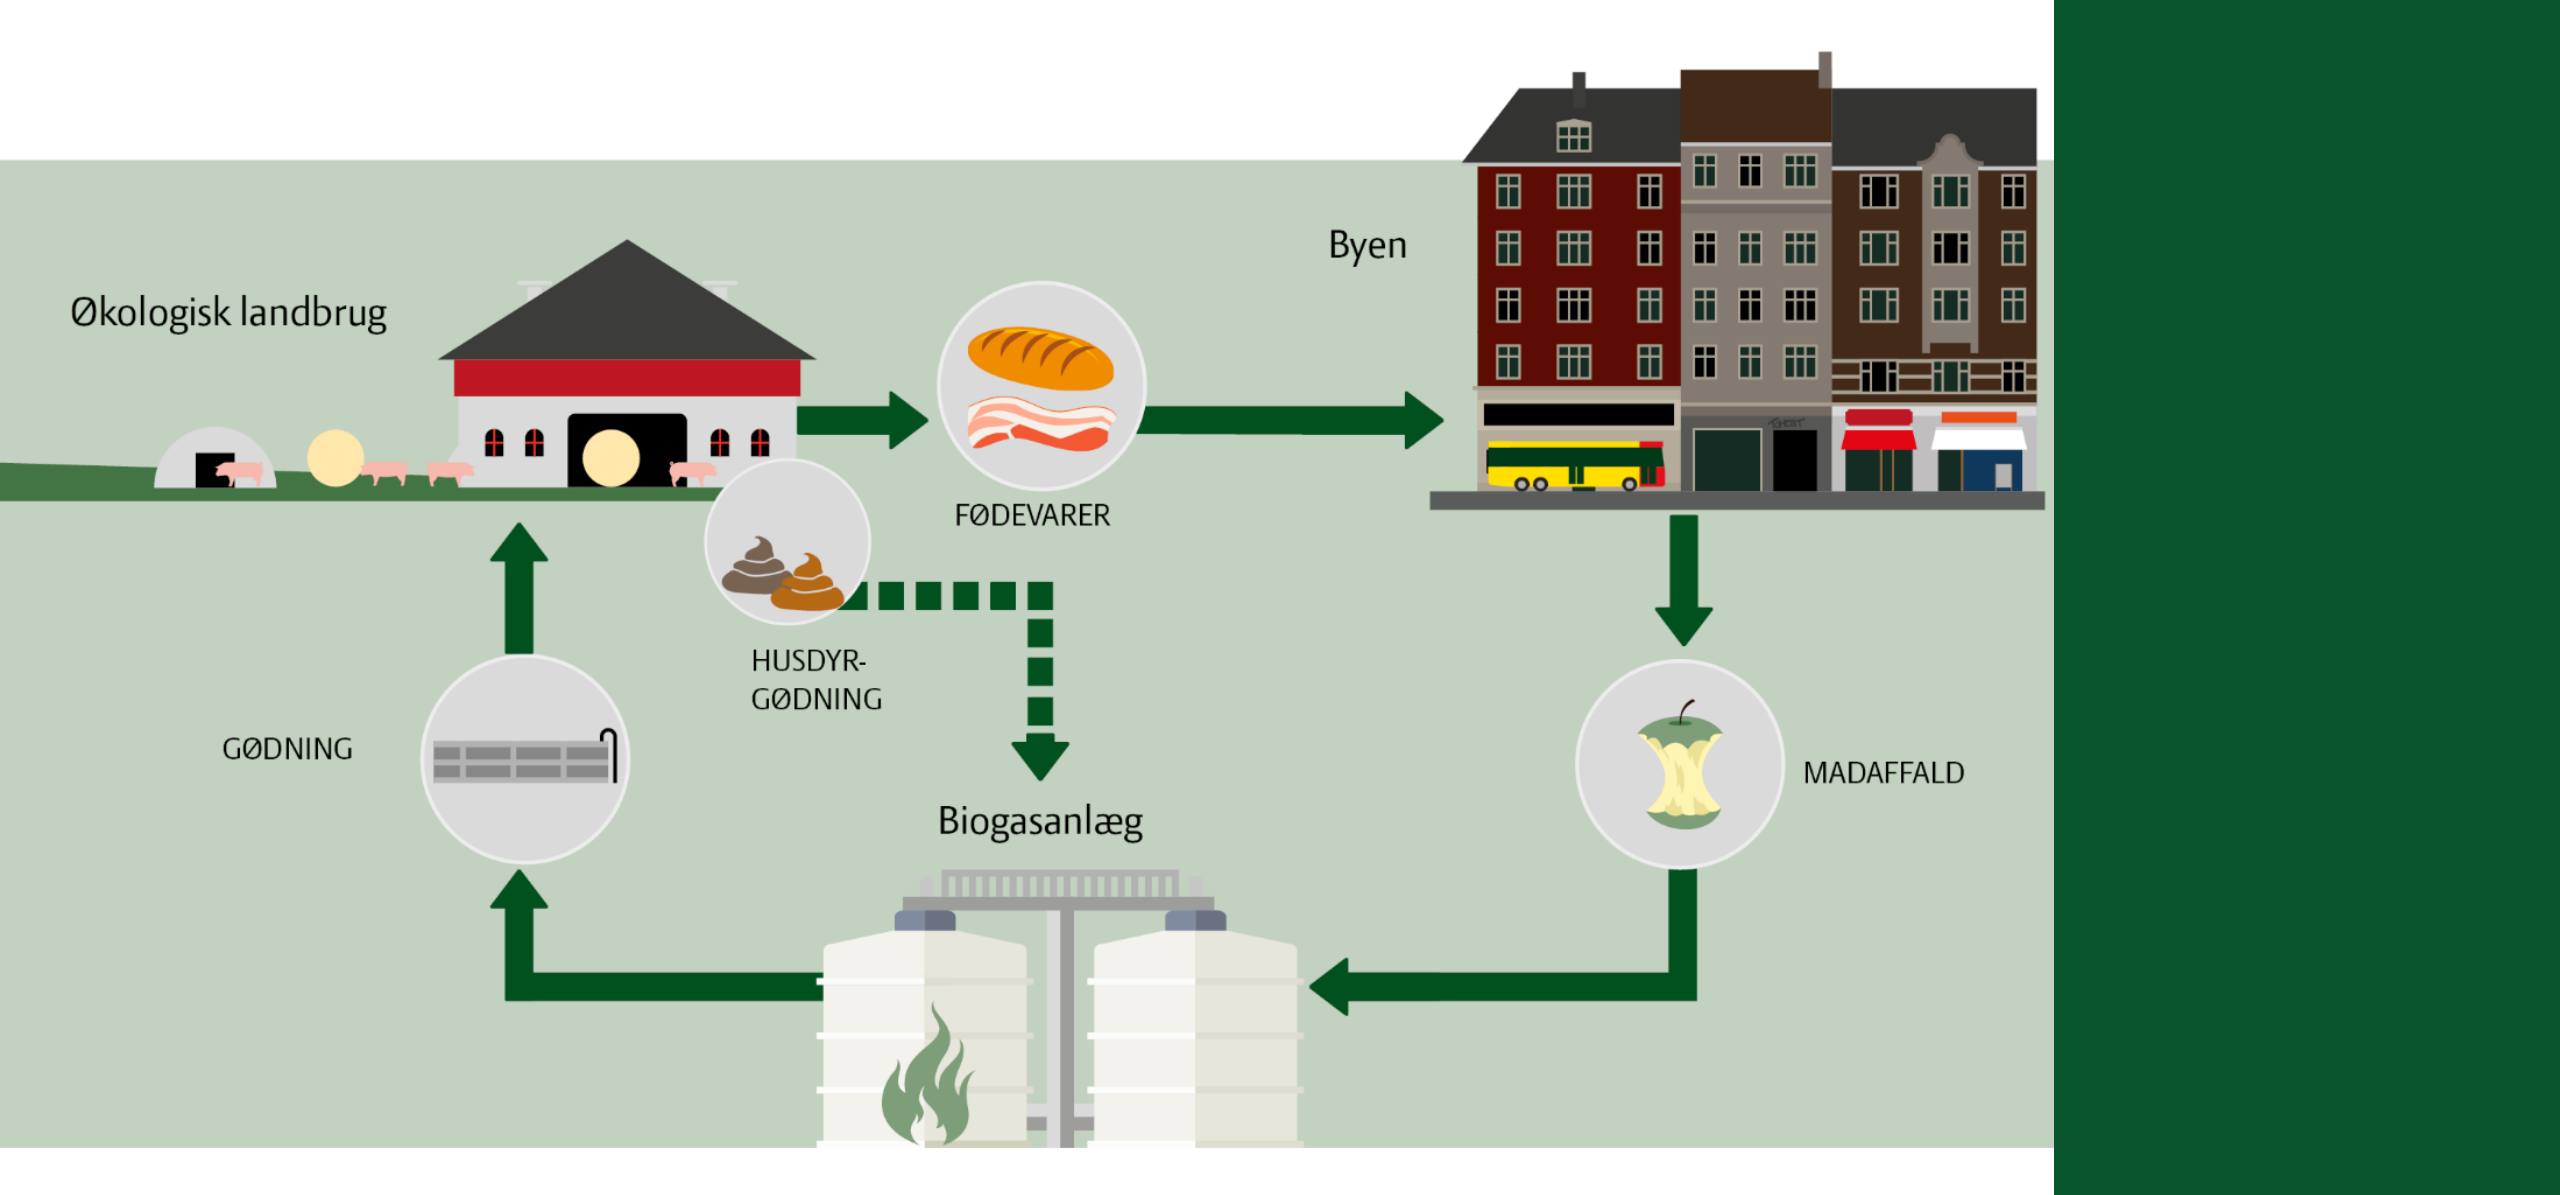 Byen
Økologisk landbrug
FØDEVARER
HUSDYR-
GØDNING
GØDNING
MADAFFALD
Biogasanlæg